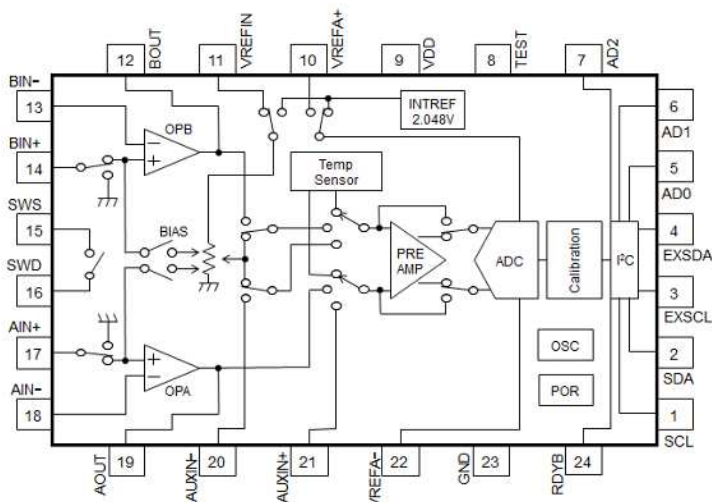 BOUT
VREFIN
VREFA+
VDD
TEST
AD2
12
11
10
9
8
7
BIN-
13
BIN+
14
SWS
15
SWD
16
AIN+
17
AIN-
18
OPB
INTREF
2.048V
Temp
Sensor
BIAS
PRE
AMP
ADC
Calibration
I²C
OSC
POR
OPA
6
AD1
5
AD0
4
EXSDA
3
EXSCL
2
SDA
1
SCL
19
20
21
22
23
24
AOUT
AUXIN-
AUXIN+
VREFA-
GND
RDYB